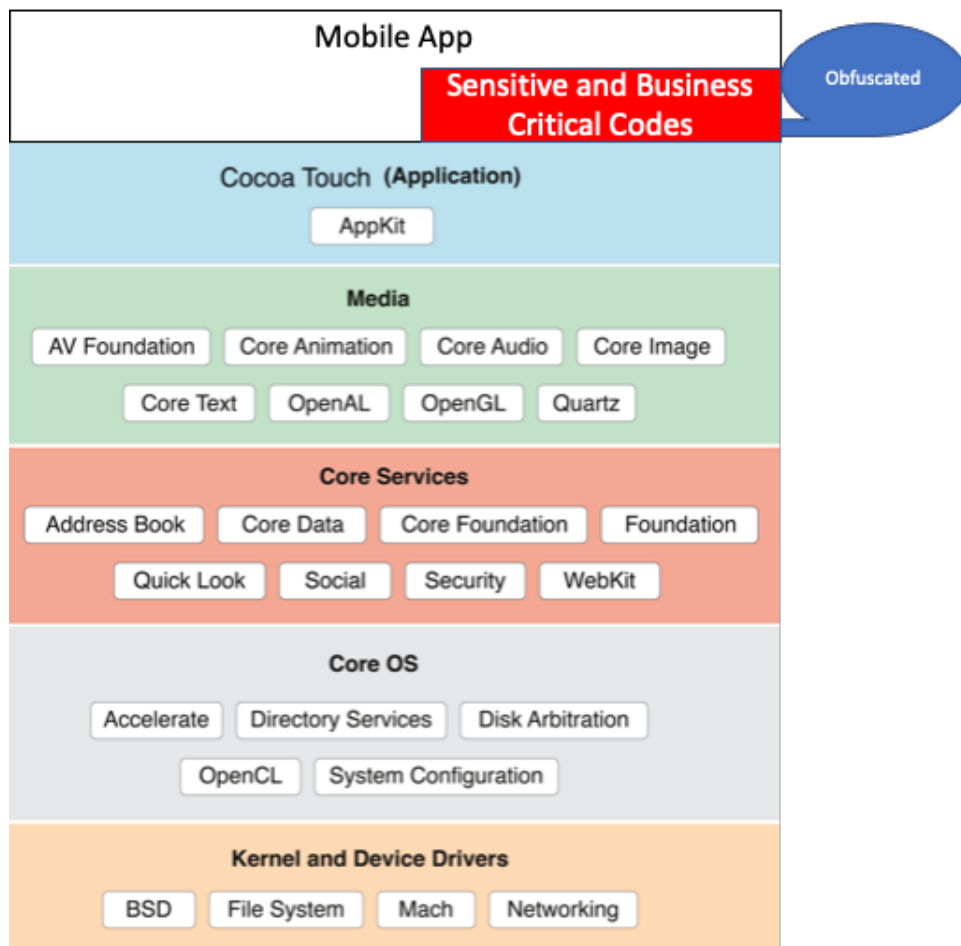 Mobile App
Sensitive and Business
Critical Codes
Obfuscated
Cocoa Touch (Application)
AppKit
Media
AV Foundation Core Animation Core Audio Core Image
Core Text OpenAL OpenGL Quartz
Core Services
Address Book Core Data Core Foundation Foundation
Quick Look Social Security WebKit
Core OS
Accelerate Directory Services Disk Arbitration
OpenCL System Configuration
Kernel and Device Drivers
BSD File System Mach Networking